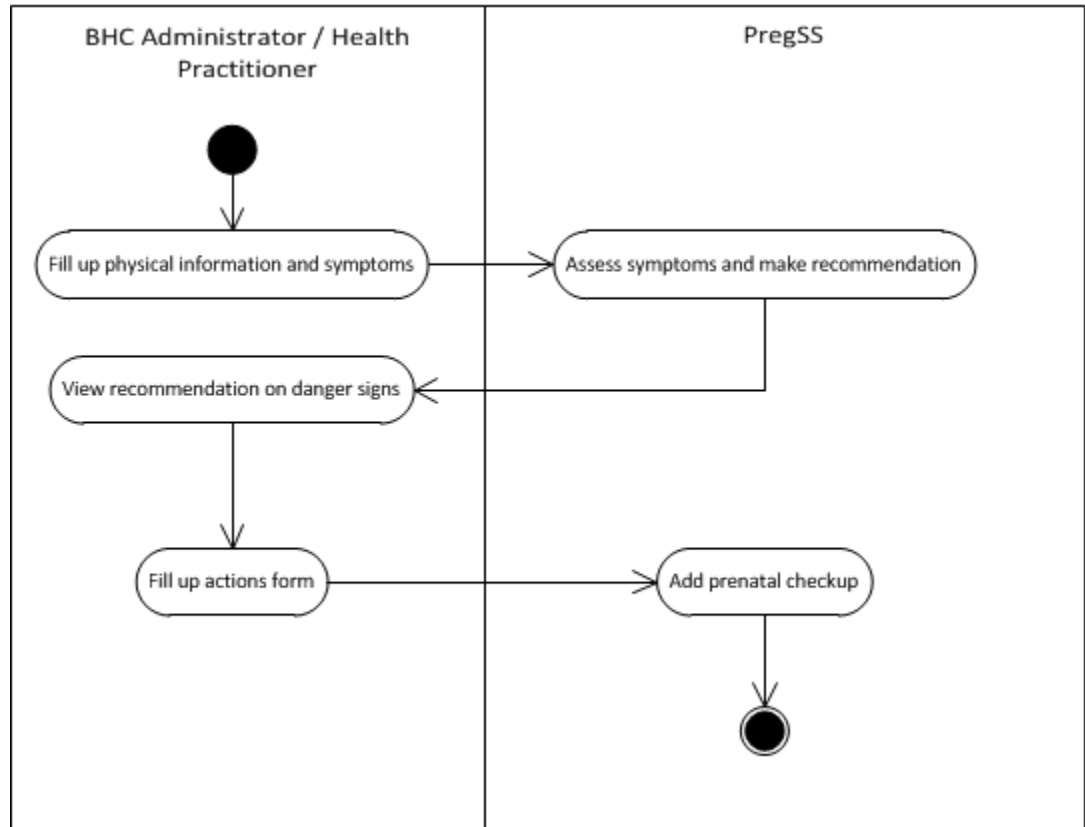 BHC Administrator / Health
Practitioner
PregSS
Fill up physical information and symptoms
Assess symptoms and make recommendation
View recommendation on danger signs
Fill up actions form
Add prenatal checkup